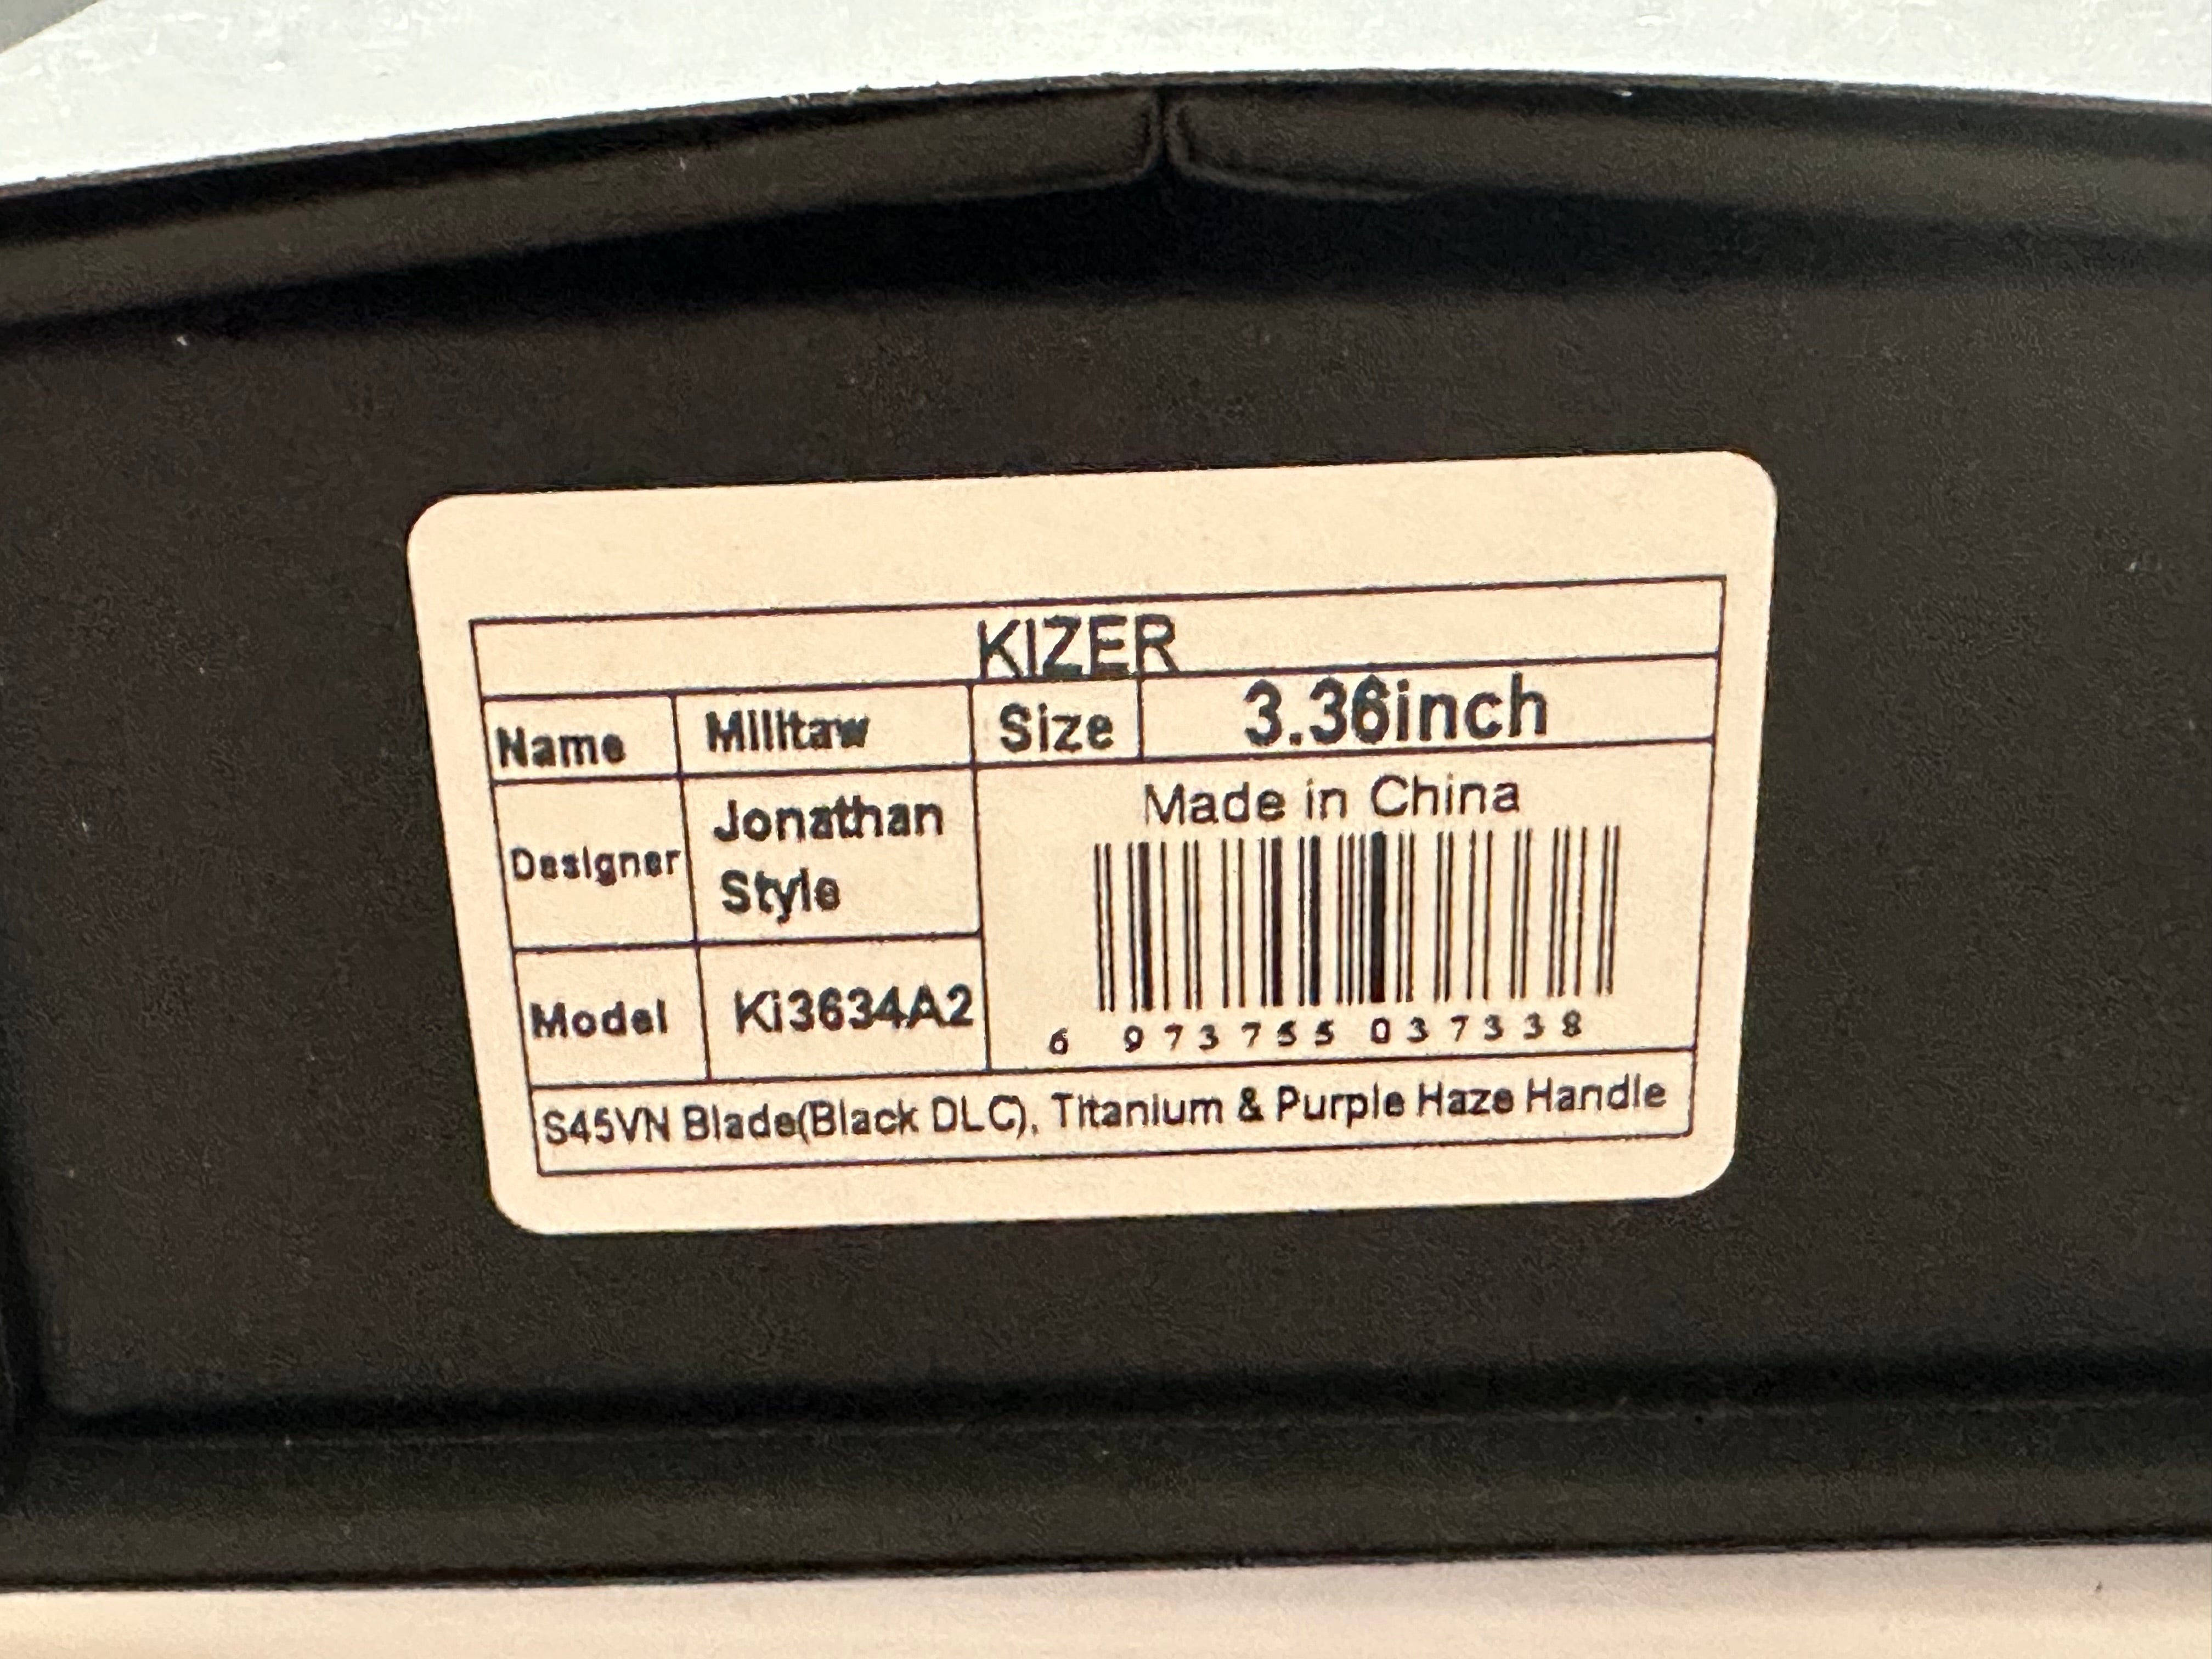 KIZER
Name Militaw Size 3.36inch
Designer Jonathan Style
Made in China
Model Ki3634A2
6 973755 037338
S45VN Blade(Black DLC), Titanium & Purple Haze Handle